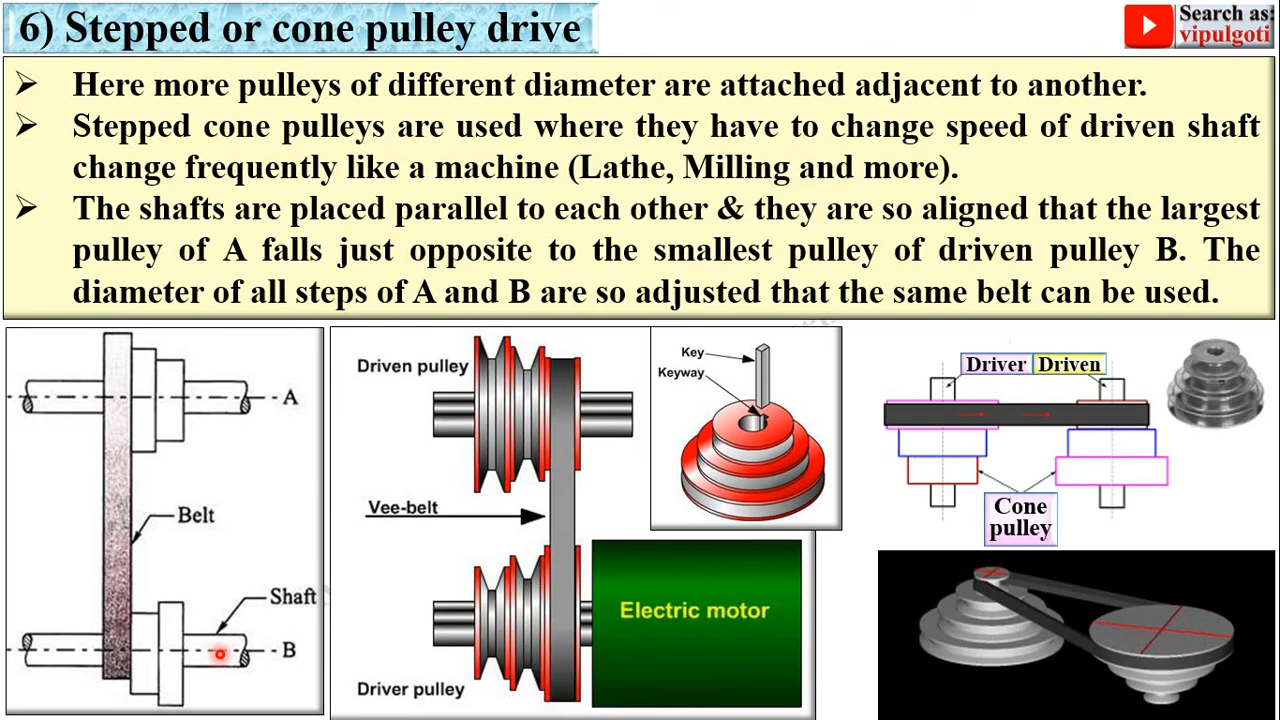 6) Stepped or cone pulley drive
Search as:
vipulgoti
➢ Here more pulleys of different diameter are attached adjacent to another.
➢ Stepped cone pulleys are used where they have to change speed of driven shaft
change frequently like a machine (Lathe, Milling and more).
➢ The shafts are placed parallel to each other & they are so aligned that the largest
pulley of A falls just opposite to the smallest pulley of driven pulley B. The
diameter of all steps of A and B are so adjusted that the same belt can be used.
A
Belt
Shaft
B
Driven pulley
Vee-belt
Electric motor
Driver pulley
Key
Keyway
Driver Driven
Cone
pulley